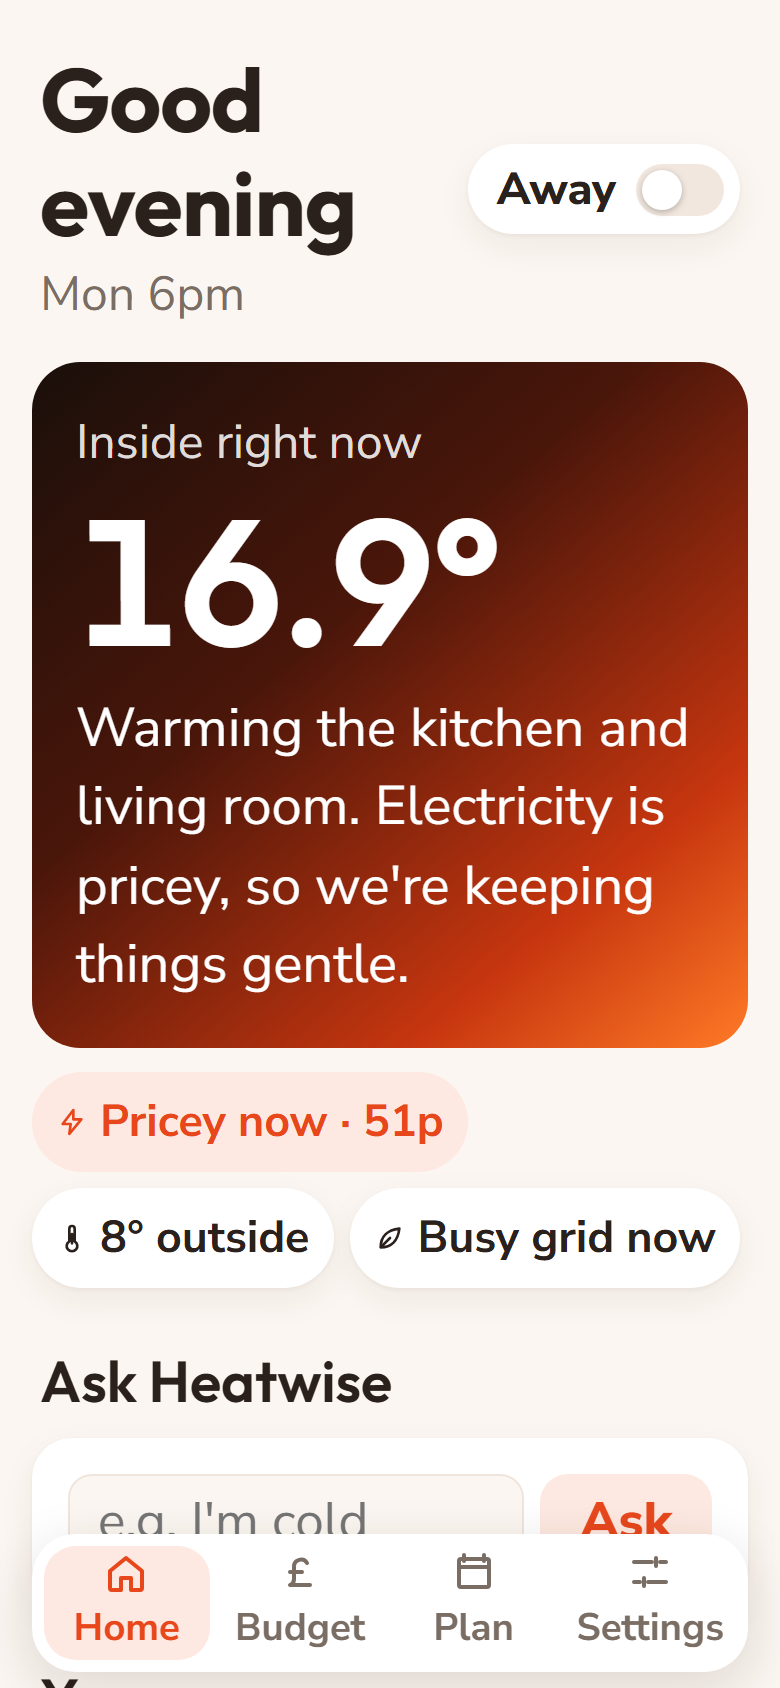 Good
evening
Away
Mon 6pm
Inside right now
16.9°
Warming the kitchen and
living room. Electricity is
pricey, so we're keeping
things gentle.
Pricey now · 51p
8° outside
Busy grid now
Ask Heatwise
e.g. I'm cold
Ask
Home
£
Budget
Plan
Settings